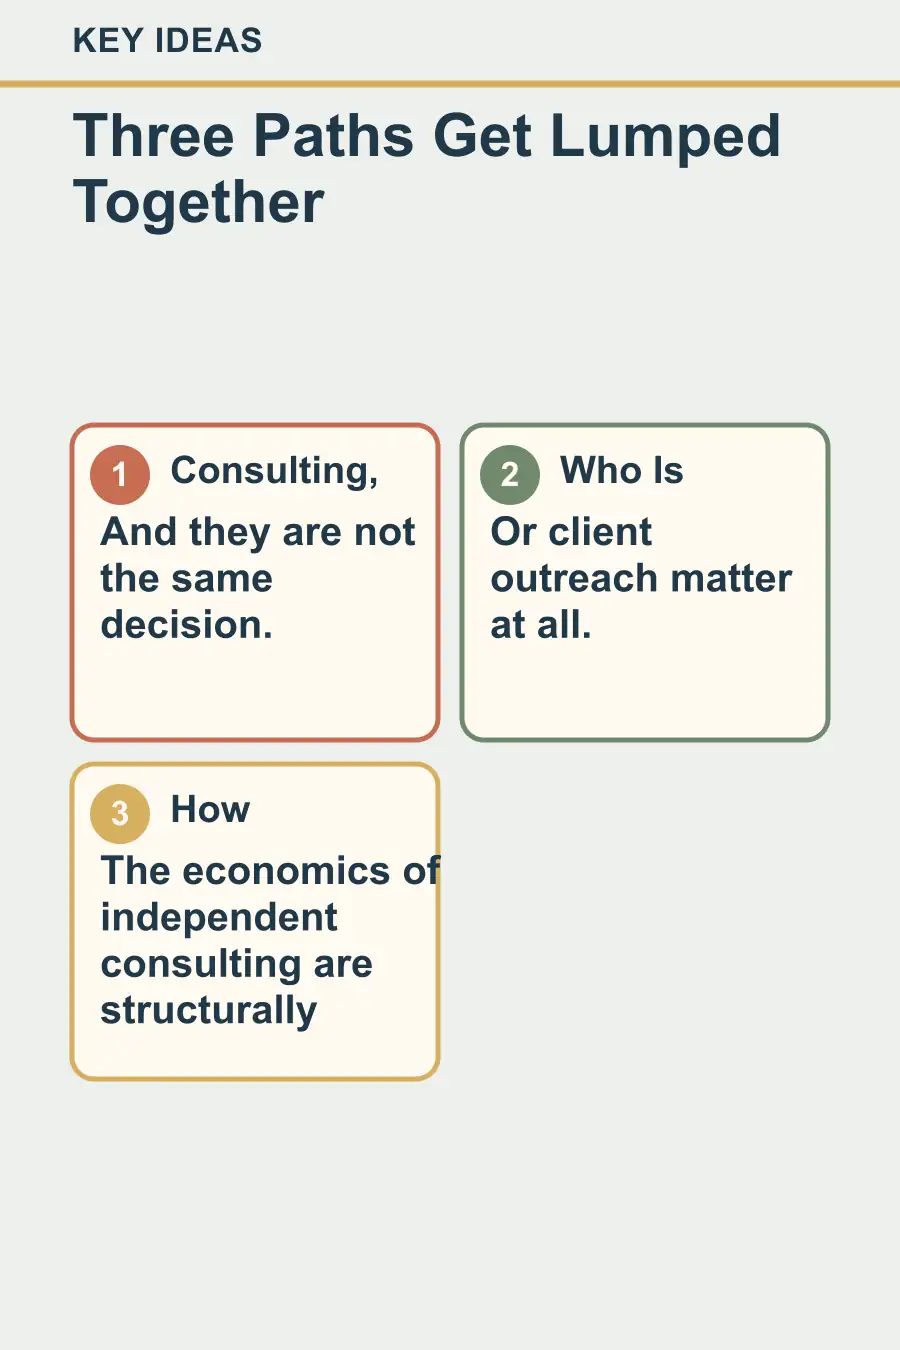 KEY IDEAS
Three Paths Get Lumped
Together
1 Consulting,
And they are not
the same
decision.
2 Who Is
Or client
outreach matter
at all.
3 How
The economics of
independent
consulting are
structurally